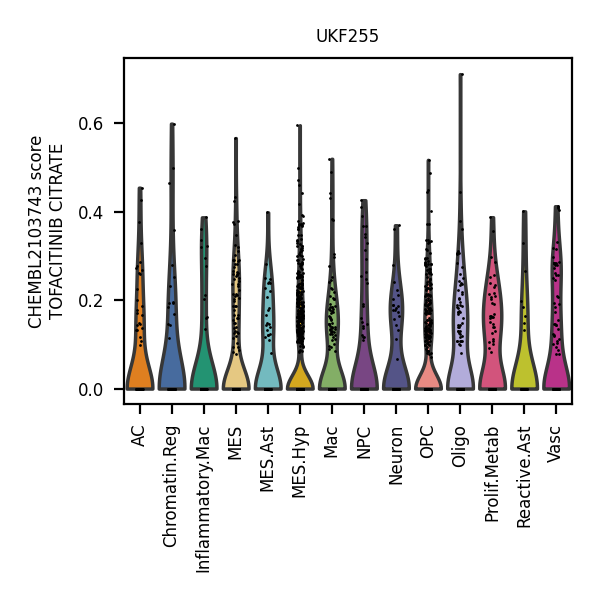 UKF255
CHEMBL2103743 score
TOFACITINIB CITRATE
0.6
0.4
0.2
0.0
AC
Chromatin.Reg
Inflammatory.Mac
MES
MES.Ast
MES.Hyp
Mac
NPC
Neuron
OPC
Oligo
Prolif.Metab
Reactive.Ast
Vasc